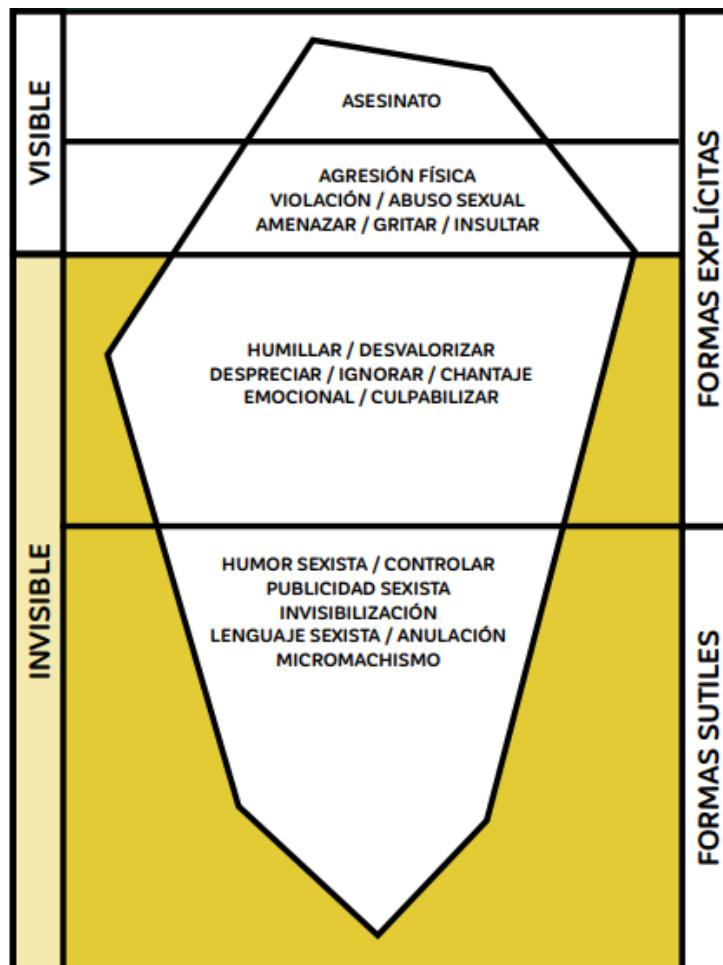 VISIBLE
ASESINATO
AGRESIÓN FÍSICA
VIOLACIÓN / ABUSO SEXUAL
AMENAZAR / GRITAR / INSULTAR
FORMAS EXPLÍCITAS
HUMILLAR / DESVALORIZAR
DESPRECIAR / IGNORAR / CHANTAJE
EMOCIONAL / CULPABILIZAR
INVISIBLE
HUMOR SEXISTA / CONTROLAR
PUBLICIDAD SEXISTA
INVISIBILIZACIÓN
LENGUAJE SEXISTA / ANULACIÓN
MICROMACHISMO
FORMAS SUTILES